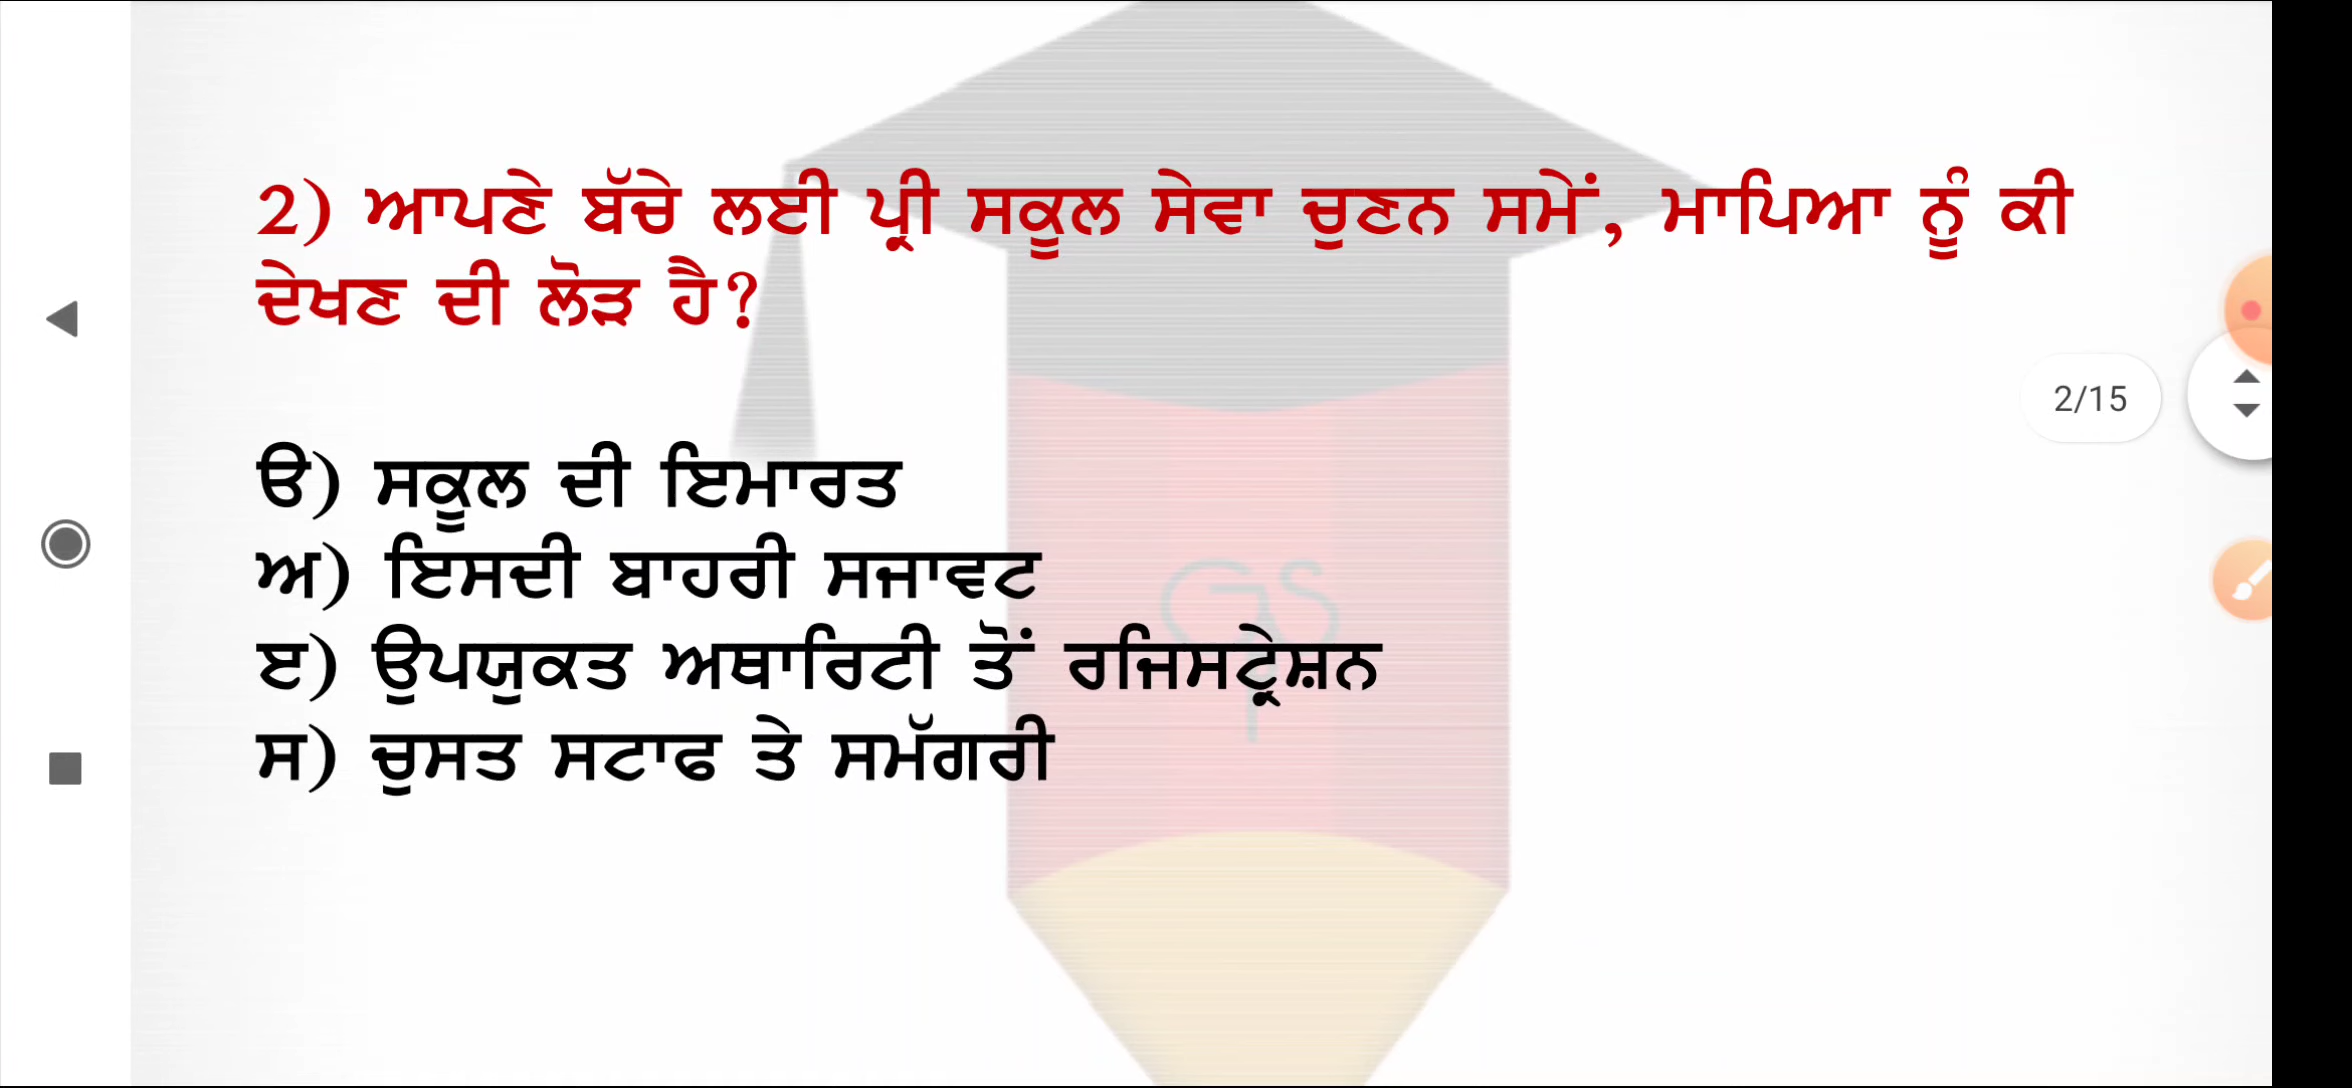 2) ਆਪਣੇ ਬੱਚੇ ਲਈ ਪ੍ਰੀ ਸਕੂਲ ਸੇਵਾ ਚੁਣਨ ਸਮੇਂ, ਮਾਪਿਆ ਨੂੰ ਕੀ
ਦੇਖਣ ਦੀ ਲੋੜ ਹੈ?
2/15
ੳ) ਸਕੂਲ ਦੀ ਇਮਾਰਤ
ਅ) ਇਸਦੀ ਬਾਹਰੀ ਸਜਾਵਟ
ੲ) ਉਪਯੁਕਤ ਅਥਾਰਿਟੀ ਤੋਂ ਰਜਿਸਟ੍ਰੇਸ਼ਨ
ਸ) ਚੁਸਤ ਸਟਾਫ ਤੇ ਸਮੱਗਰੀ